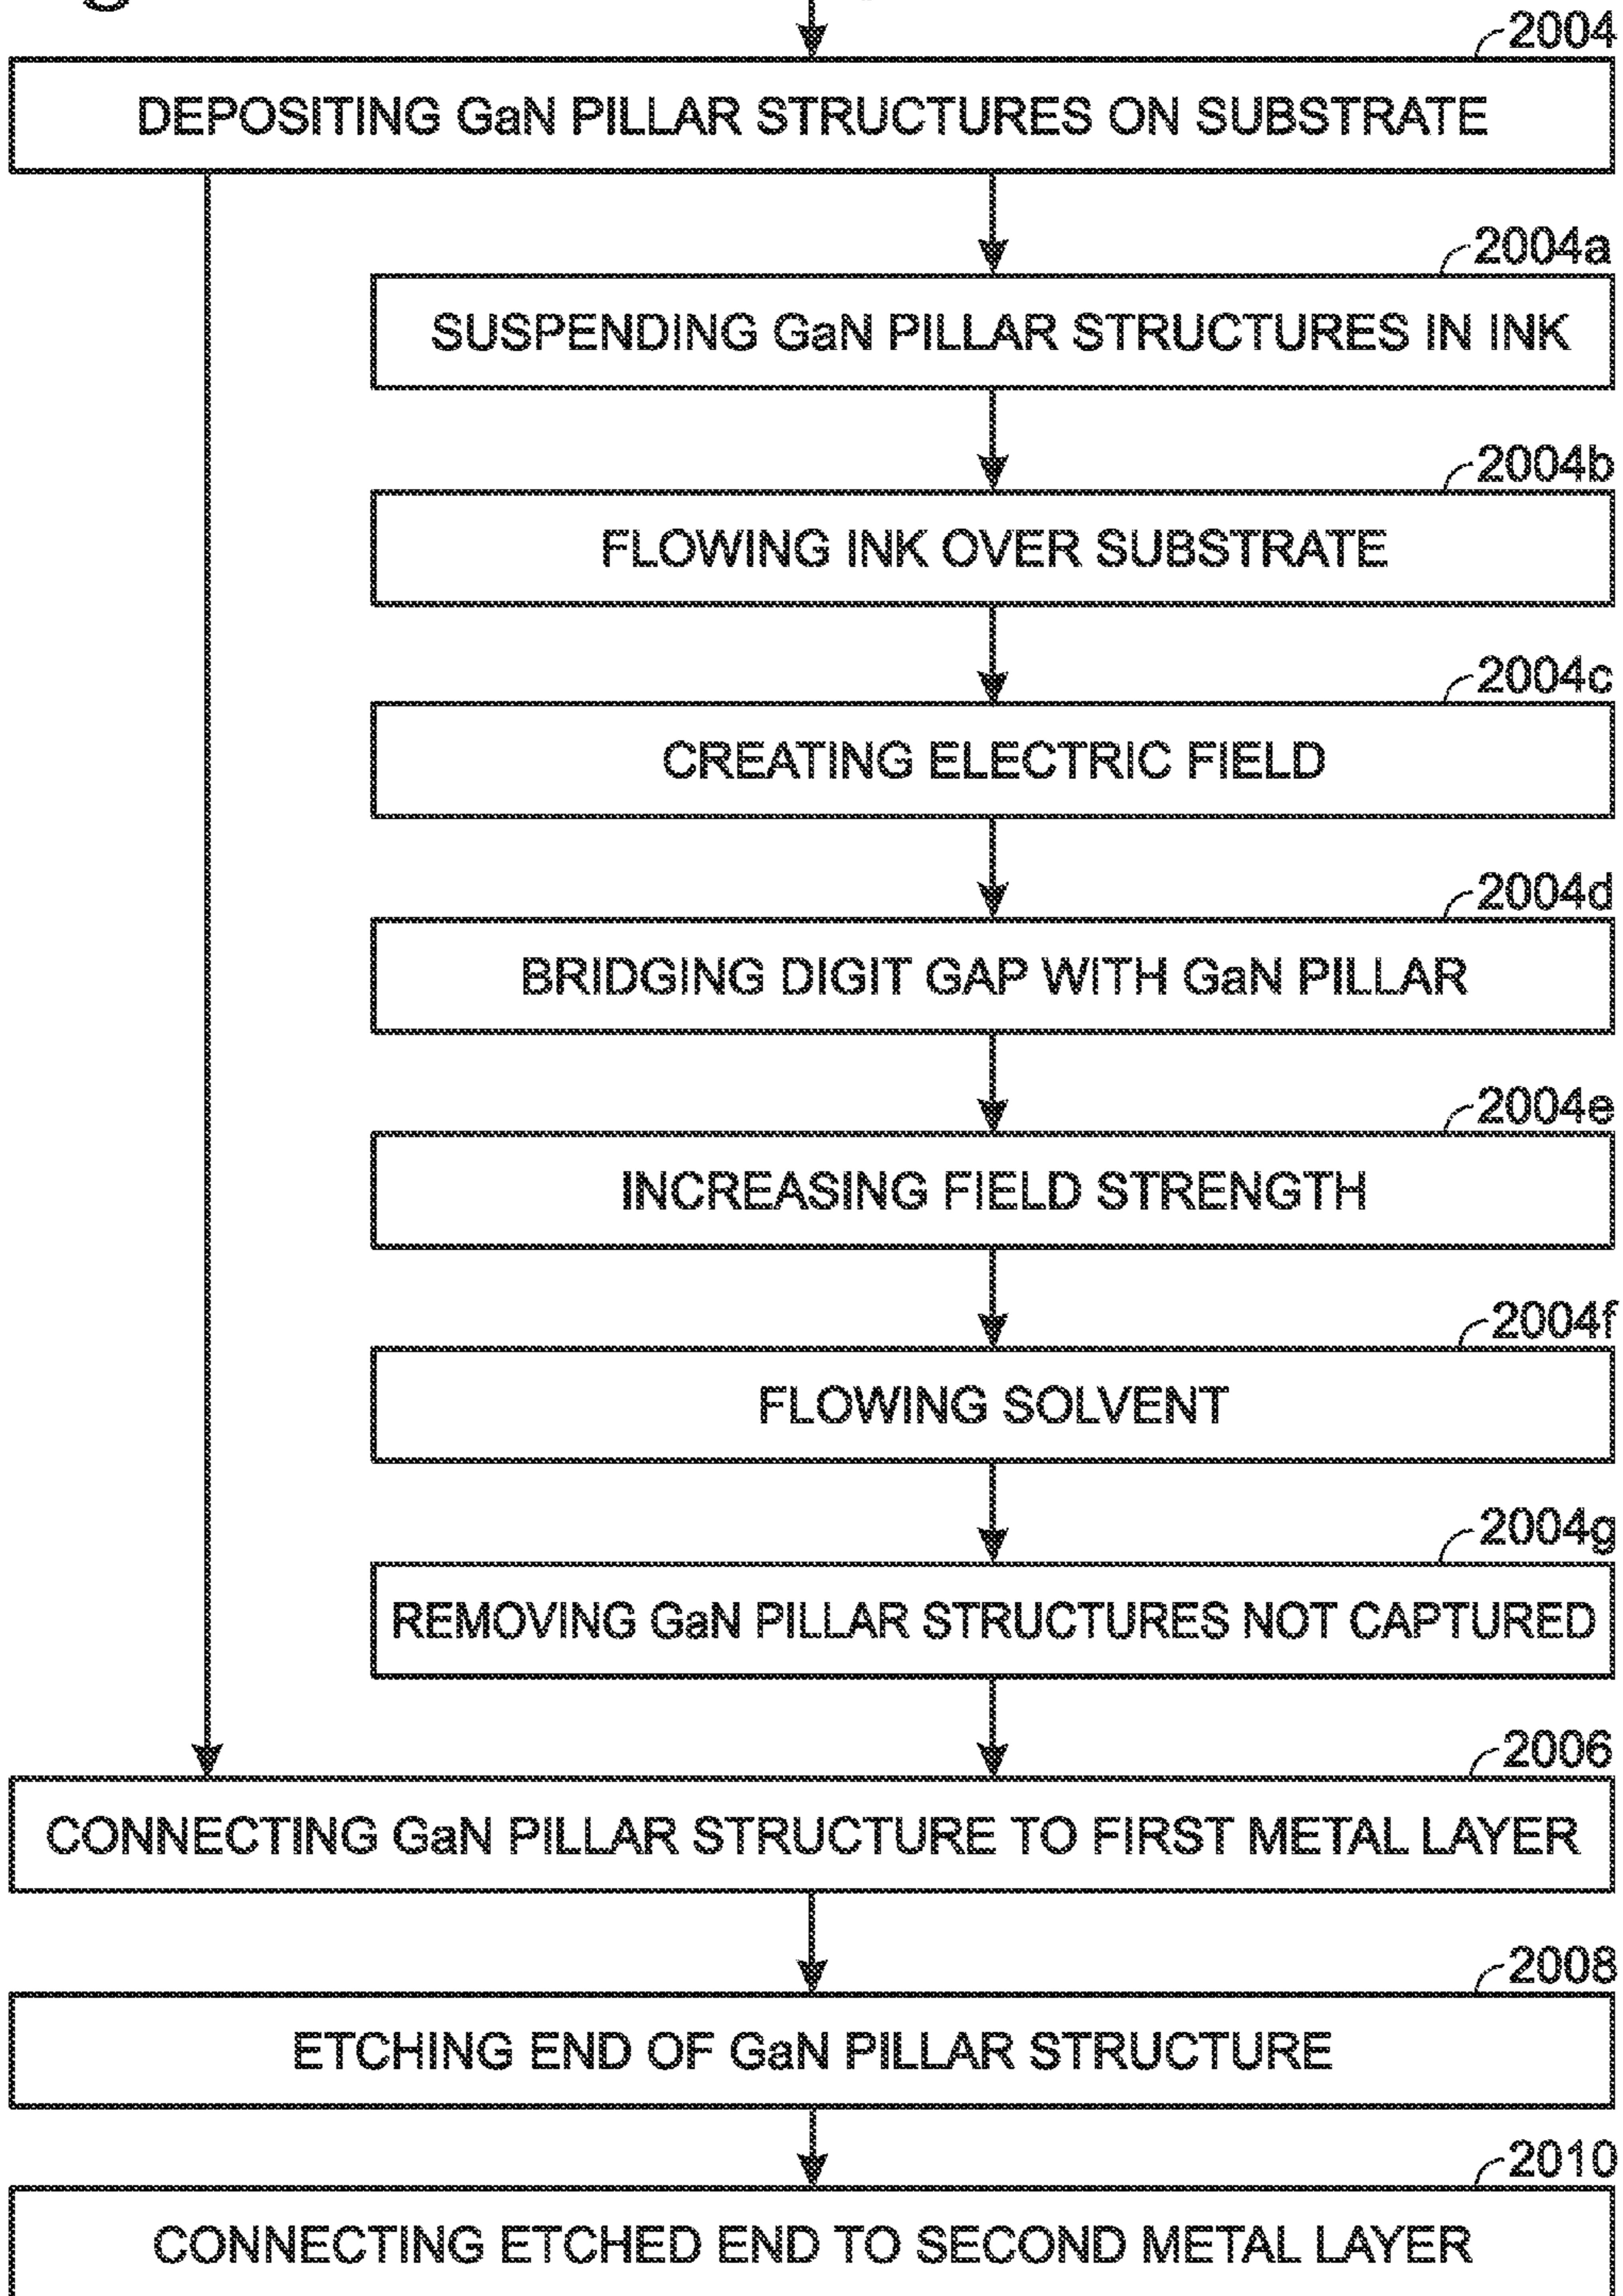 2004
DEPOSITING GaN PILLAR STRUCTURES ON SUBSTRATE
2004a
SUSPENDING GaN PILLAR STRUCTURES IN INK
2004b
FLOWING INK OVER SUBSTRATE
2004c
CREATING ELECTRIC FIELD
2004d
BRIDGING DIGIT GAP WITH GaN PILLAR
2004e
INCREASING FIELD STRENGTH
2004f
FLOWING SOLVENT
2004g
REMOVING GaN PILLAR STRUCTURES NOT CAPTURED
2006
CONNECTING GaN PILLAR STRUCTURE TO FIRST METAL LAYER
2008
ETCHING END OF GaN PILLAR STRUCTURE
2010
CONNECTING ETCHED END TO SECOND METAL LAYER